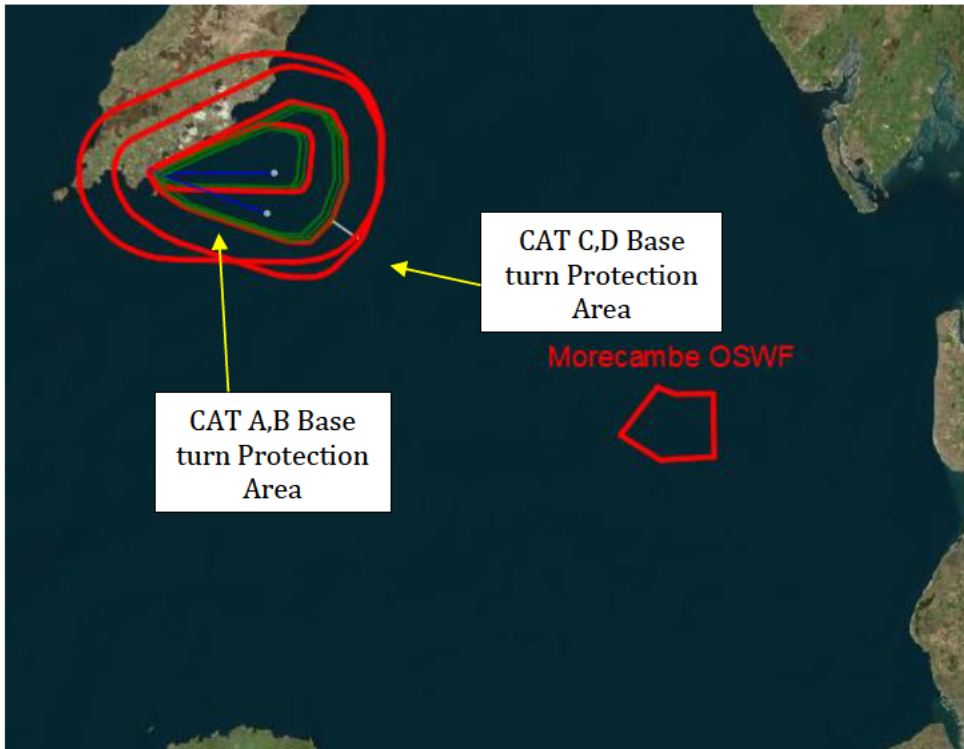 CAT C,D Base
turn Protection
Area
Morecambe OSWF
CAT A,B Base
turn Protection
Area